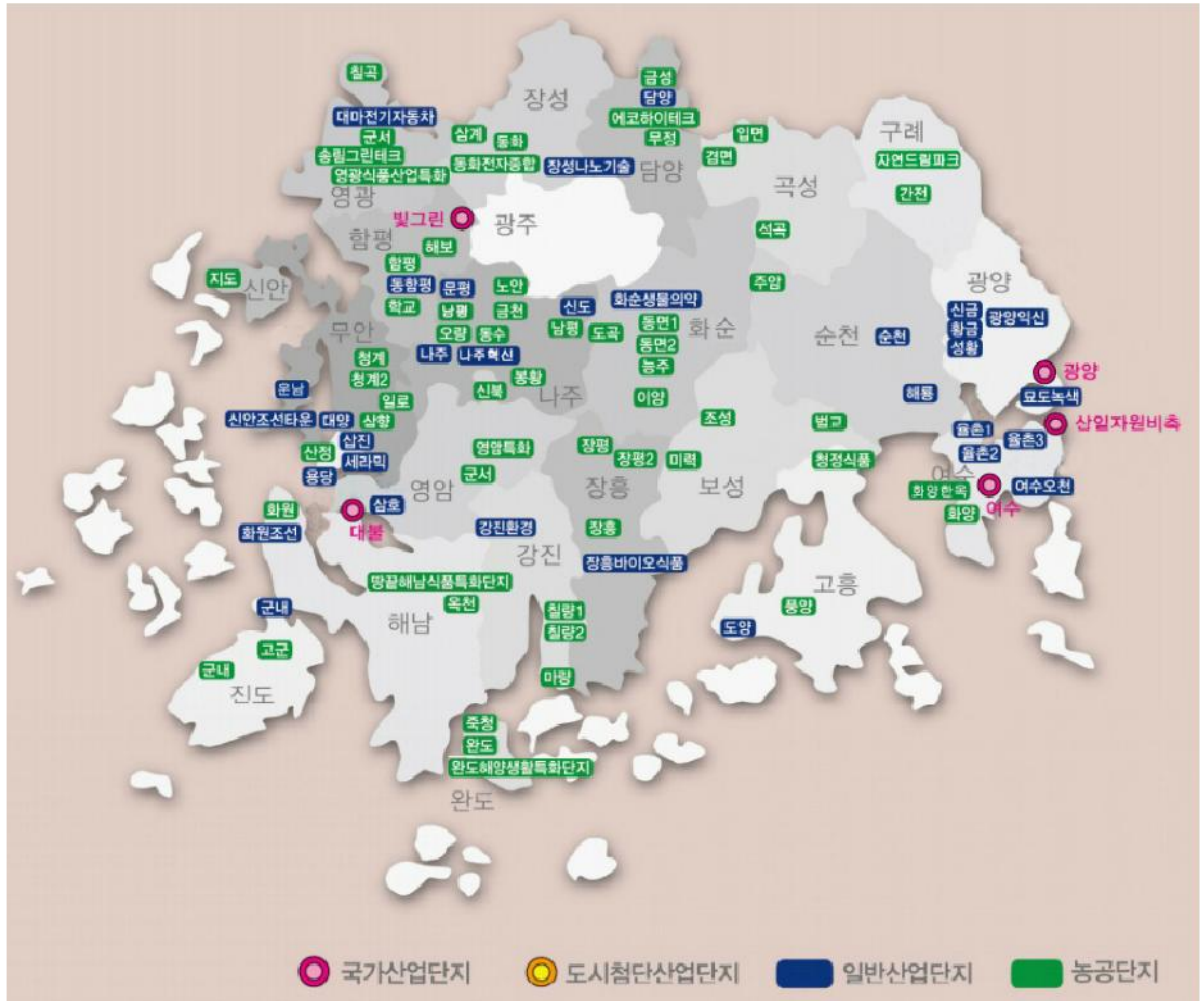 칠곡
금성
장성
담양
대마전기자동차
에코하이테크
구례
군서
삼계
동화
무정
입면
송림그린테크
동화전자종합
장성나노기술
겸면
자연드림파크
영광식품산업특화
담양
곡성
영광
간전
빛그린
광주
함평
해보
석곡
함평
지도
신안
동함평
문평
노안
주암
광양
학교
남평
금천
신도
화순생물의약
신금
광양익신
무안
오량
동수
남평
도곡
동면1
화순
순천
순천
황금
동면2
성황
청계
나주
나주혁신
능주
청계2
봉황
광양
운남
신북
나주
이양
해룡
묘도녹색
일로
신안조선타운
대양
삼향
조성
벌교
산일자원비축
삽진
율촌1
율촌3
산정
영암특화
장평
율촌2
세라믹
장평2
미력
청정식품
용당
군서
여수
영암
장흥
보성
화양한옥
여수오천
화원
삼호
여수
화원조선
대불
강진환경
장흥
화양
강진
장흥바이오식품
땅끝해남식품특화단지
고흥
군내
옥천
칠량1
풍양
해남
칠량2
도양
고군
군내
마량
진도
죽청
완도
완도해양생활특화단지
완도
국가산업단지 도시첨단산업단지 일반산업단지 농공단지